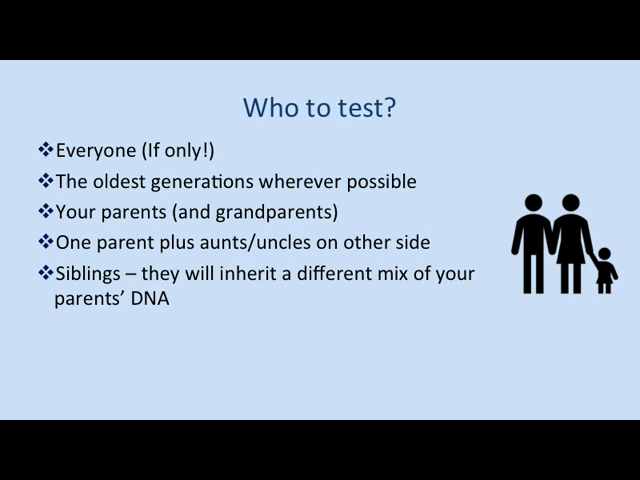 Who to test?
❖Everyone (If only!)
❖The oldest generations wherever possible
❖Your parents (and grandparents)
❖One parent plus aunts/uncles on other side
❖Siblings – they will inherit a different mix of your
parents’ DNA